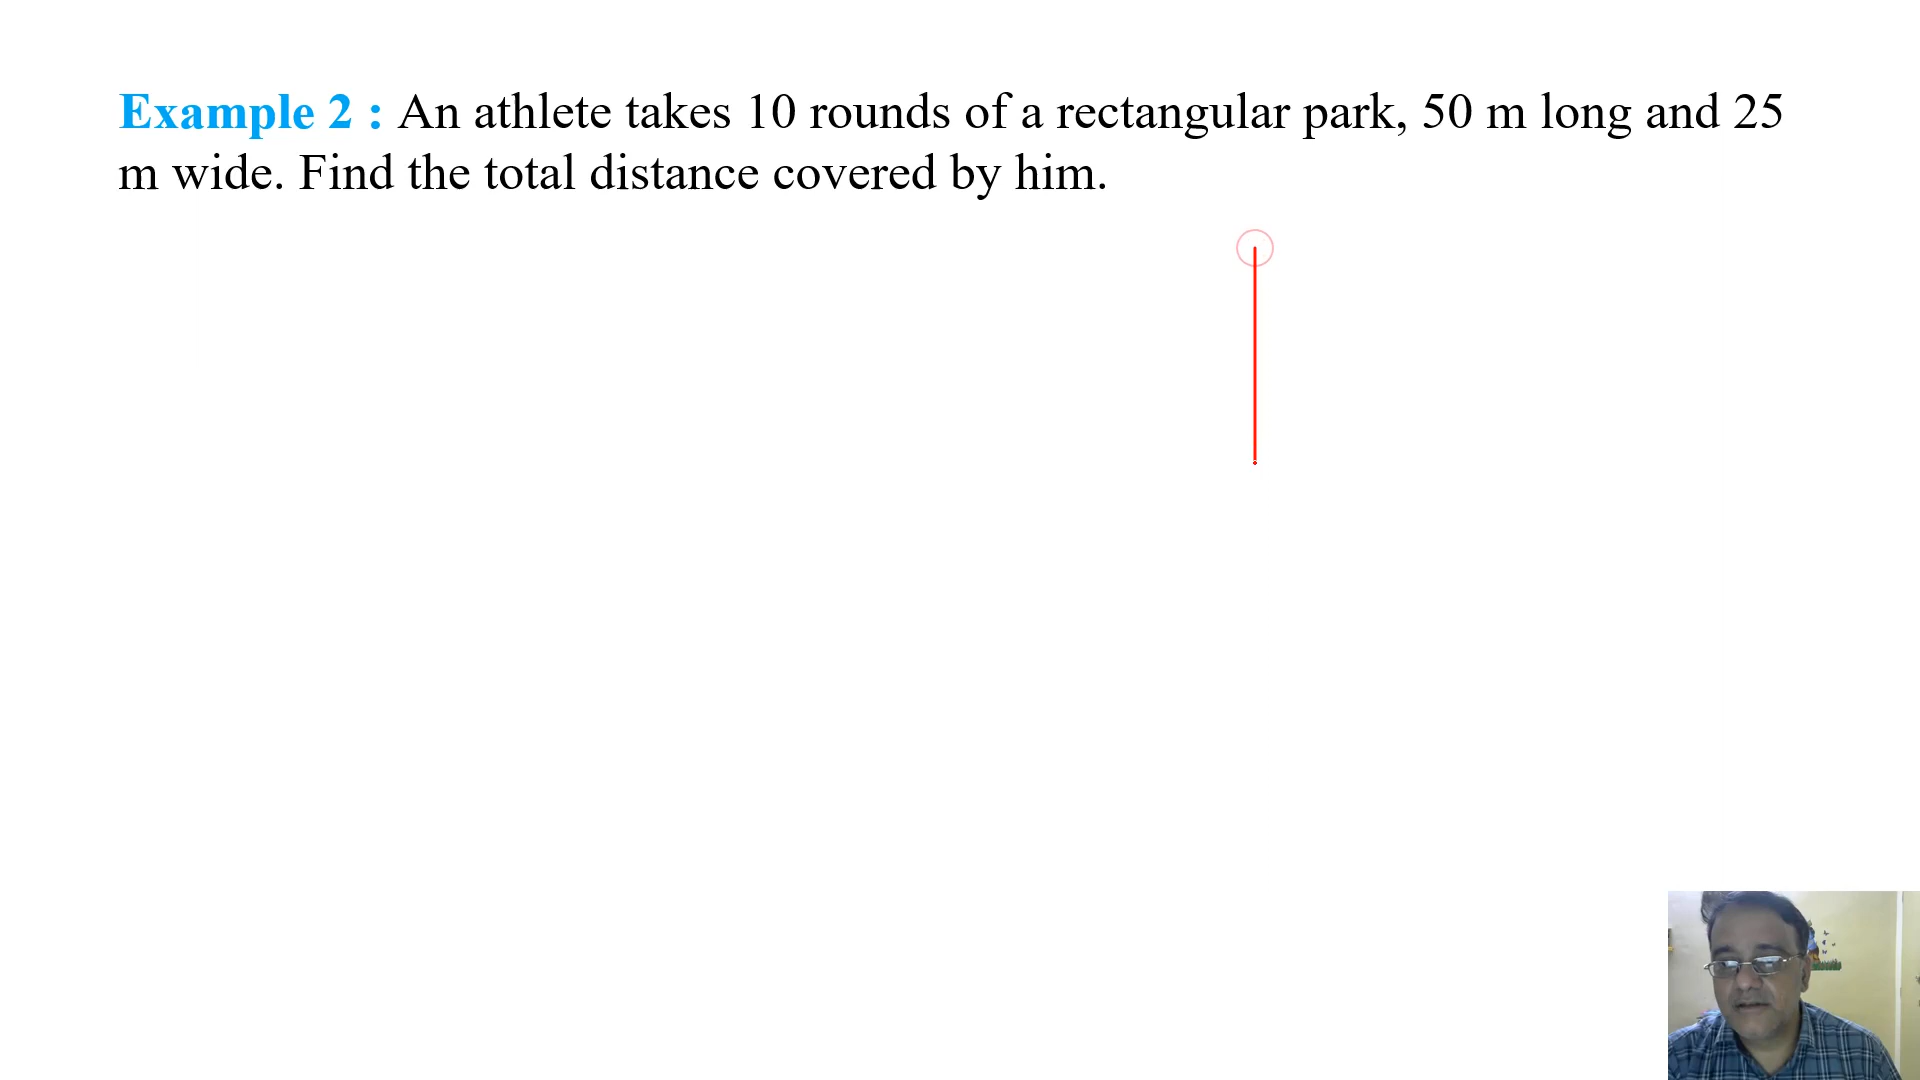 Example 2 : An athlete takes 10 rounds of a rectangular park, 50 m long and 25
m wide. Find the total distance covered by him.